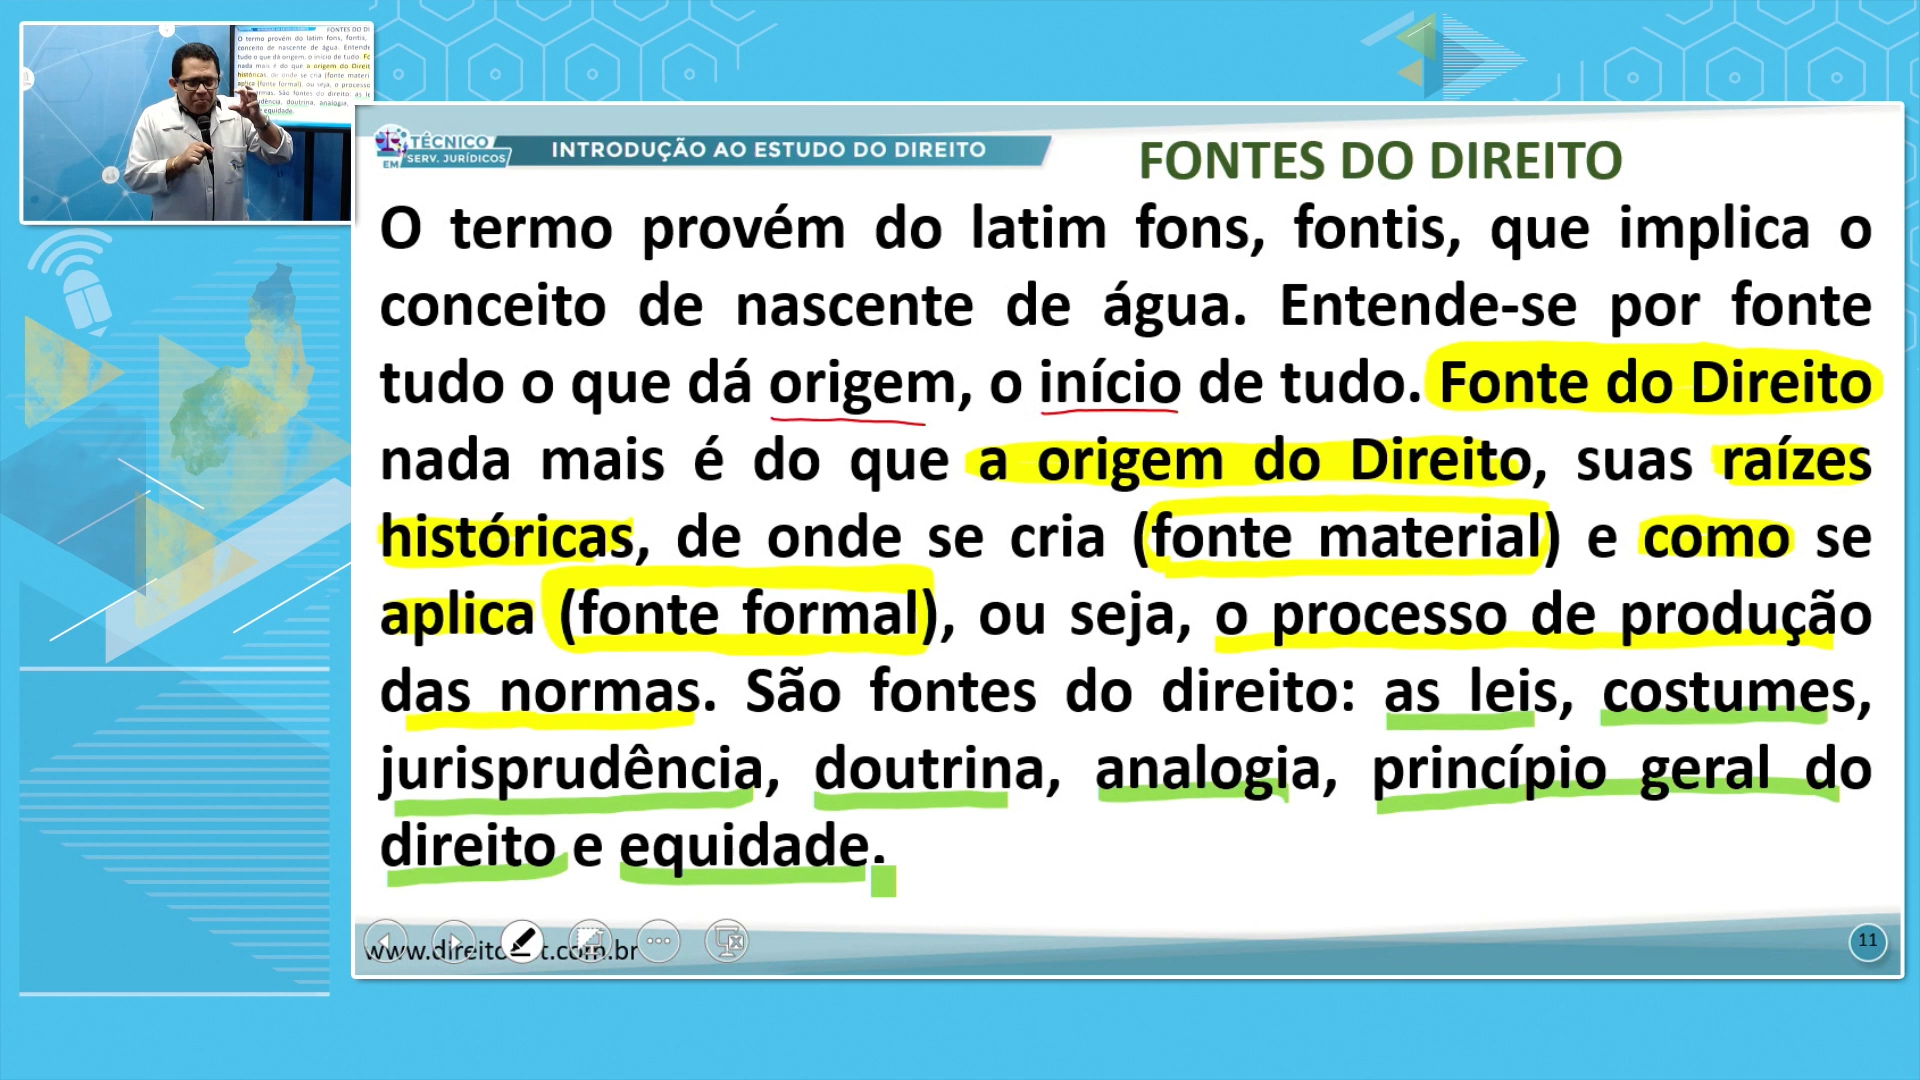 TÉCNICO
EM SERV. JURÍDICOS
INTRODUÇÃO AO ESTUDO DO DIREITO
FONTES DO DIREITO
O termo provém do latim fons, fontis, que implica o
conceito de nascente de água. Entende-se por fonte
tudo o que dá origem, o início de tudo. Fonte do Direito
nada mais é do que a origem do Direito, suas raízes
históricas, de onde se cria (fonte material) e como se
aplica (fonte formal), ou seja, o processo de produção
das normas. São fontes do direito: as leis, costumes,
jurisprudência, doutrina, analogia, princípio geral do
direito e equidade.
11